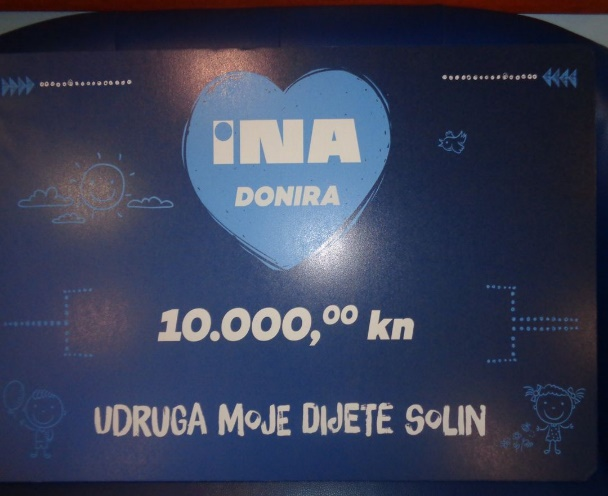 INA
DONIRA
10.000,00 kn
UDRUGA MOJE DIJETE SOLIN